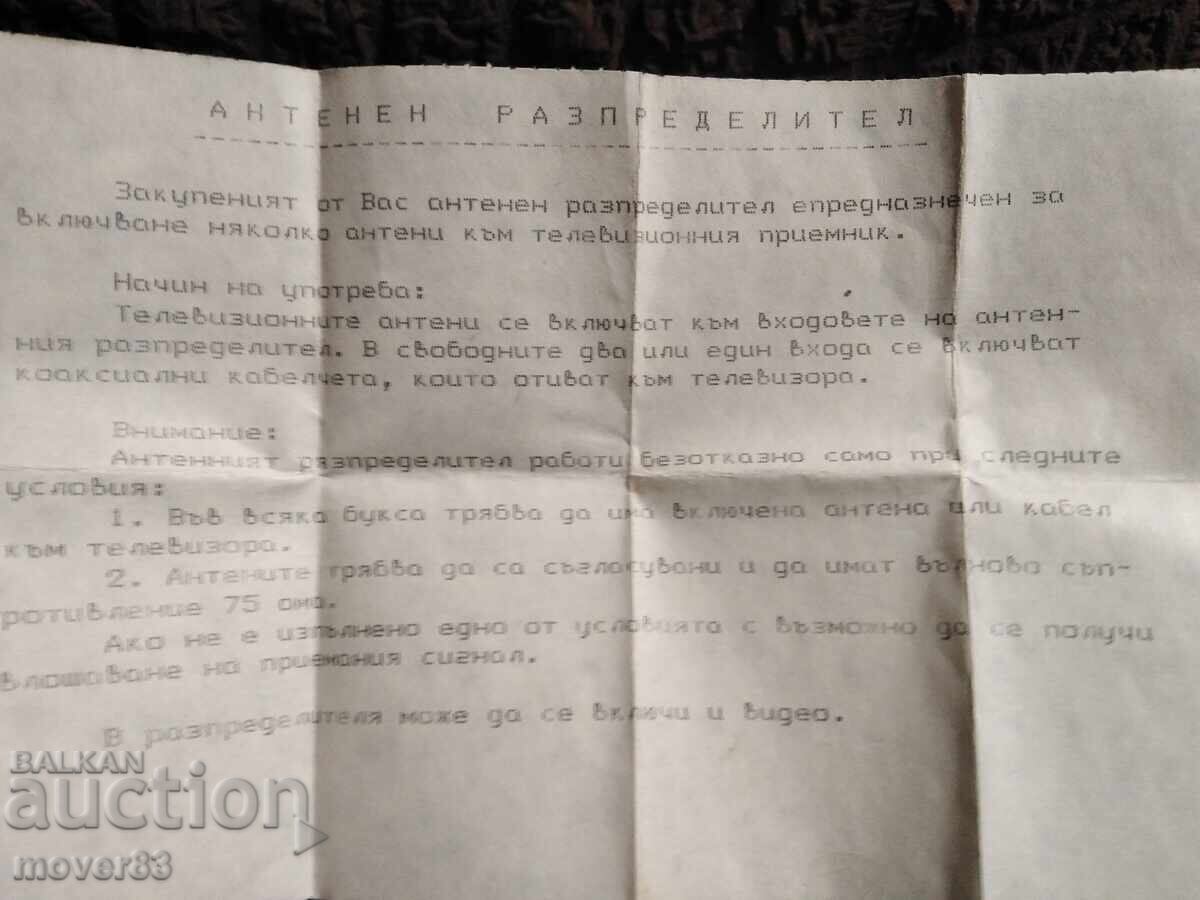 АНТЕНЕН РАЗПРЕДЕЛИТЕЛ
Закупеният от Вас антенен разпределител епредназначен за
включване няколко антени към телевизионния приемник.
Начин на употреба:
Телевизионните антени се включват към входовете на антен-
ния разпределител. В свободните два или един входа се включват
коаксиални кабелчета, които отиват към телевизора.
Внимание:
Антенният разпределител работи безотказно само при следните
условия:
1. Във всяка букса трябва да има включена антена или кабел
към телевизора.
2. Антените трябва да са съгласувани и да имат вълново съп-
ротивление 75 ома.
Ако не е изпълнено едно от условията с възможно да се получи
влошаване на приемания сигнал.
В разпределителя може да се включи и видео.
BALKAN
auction
mover83